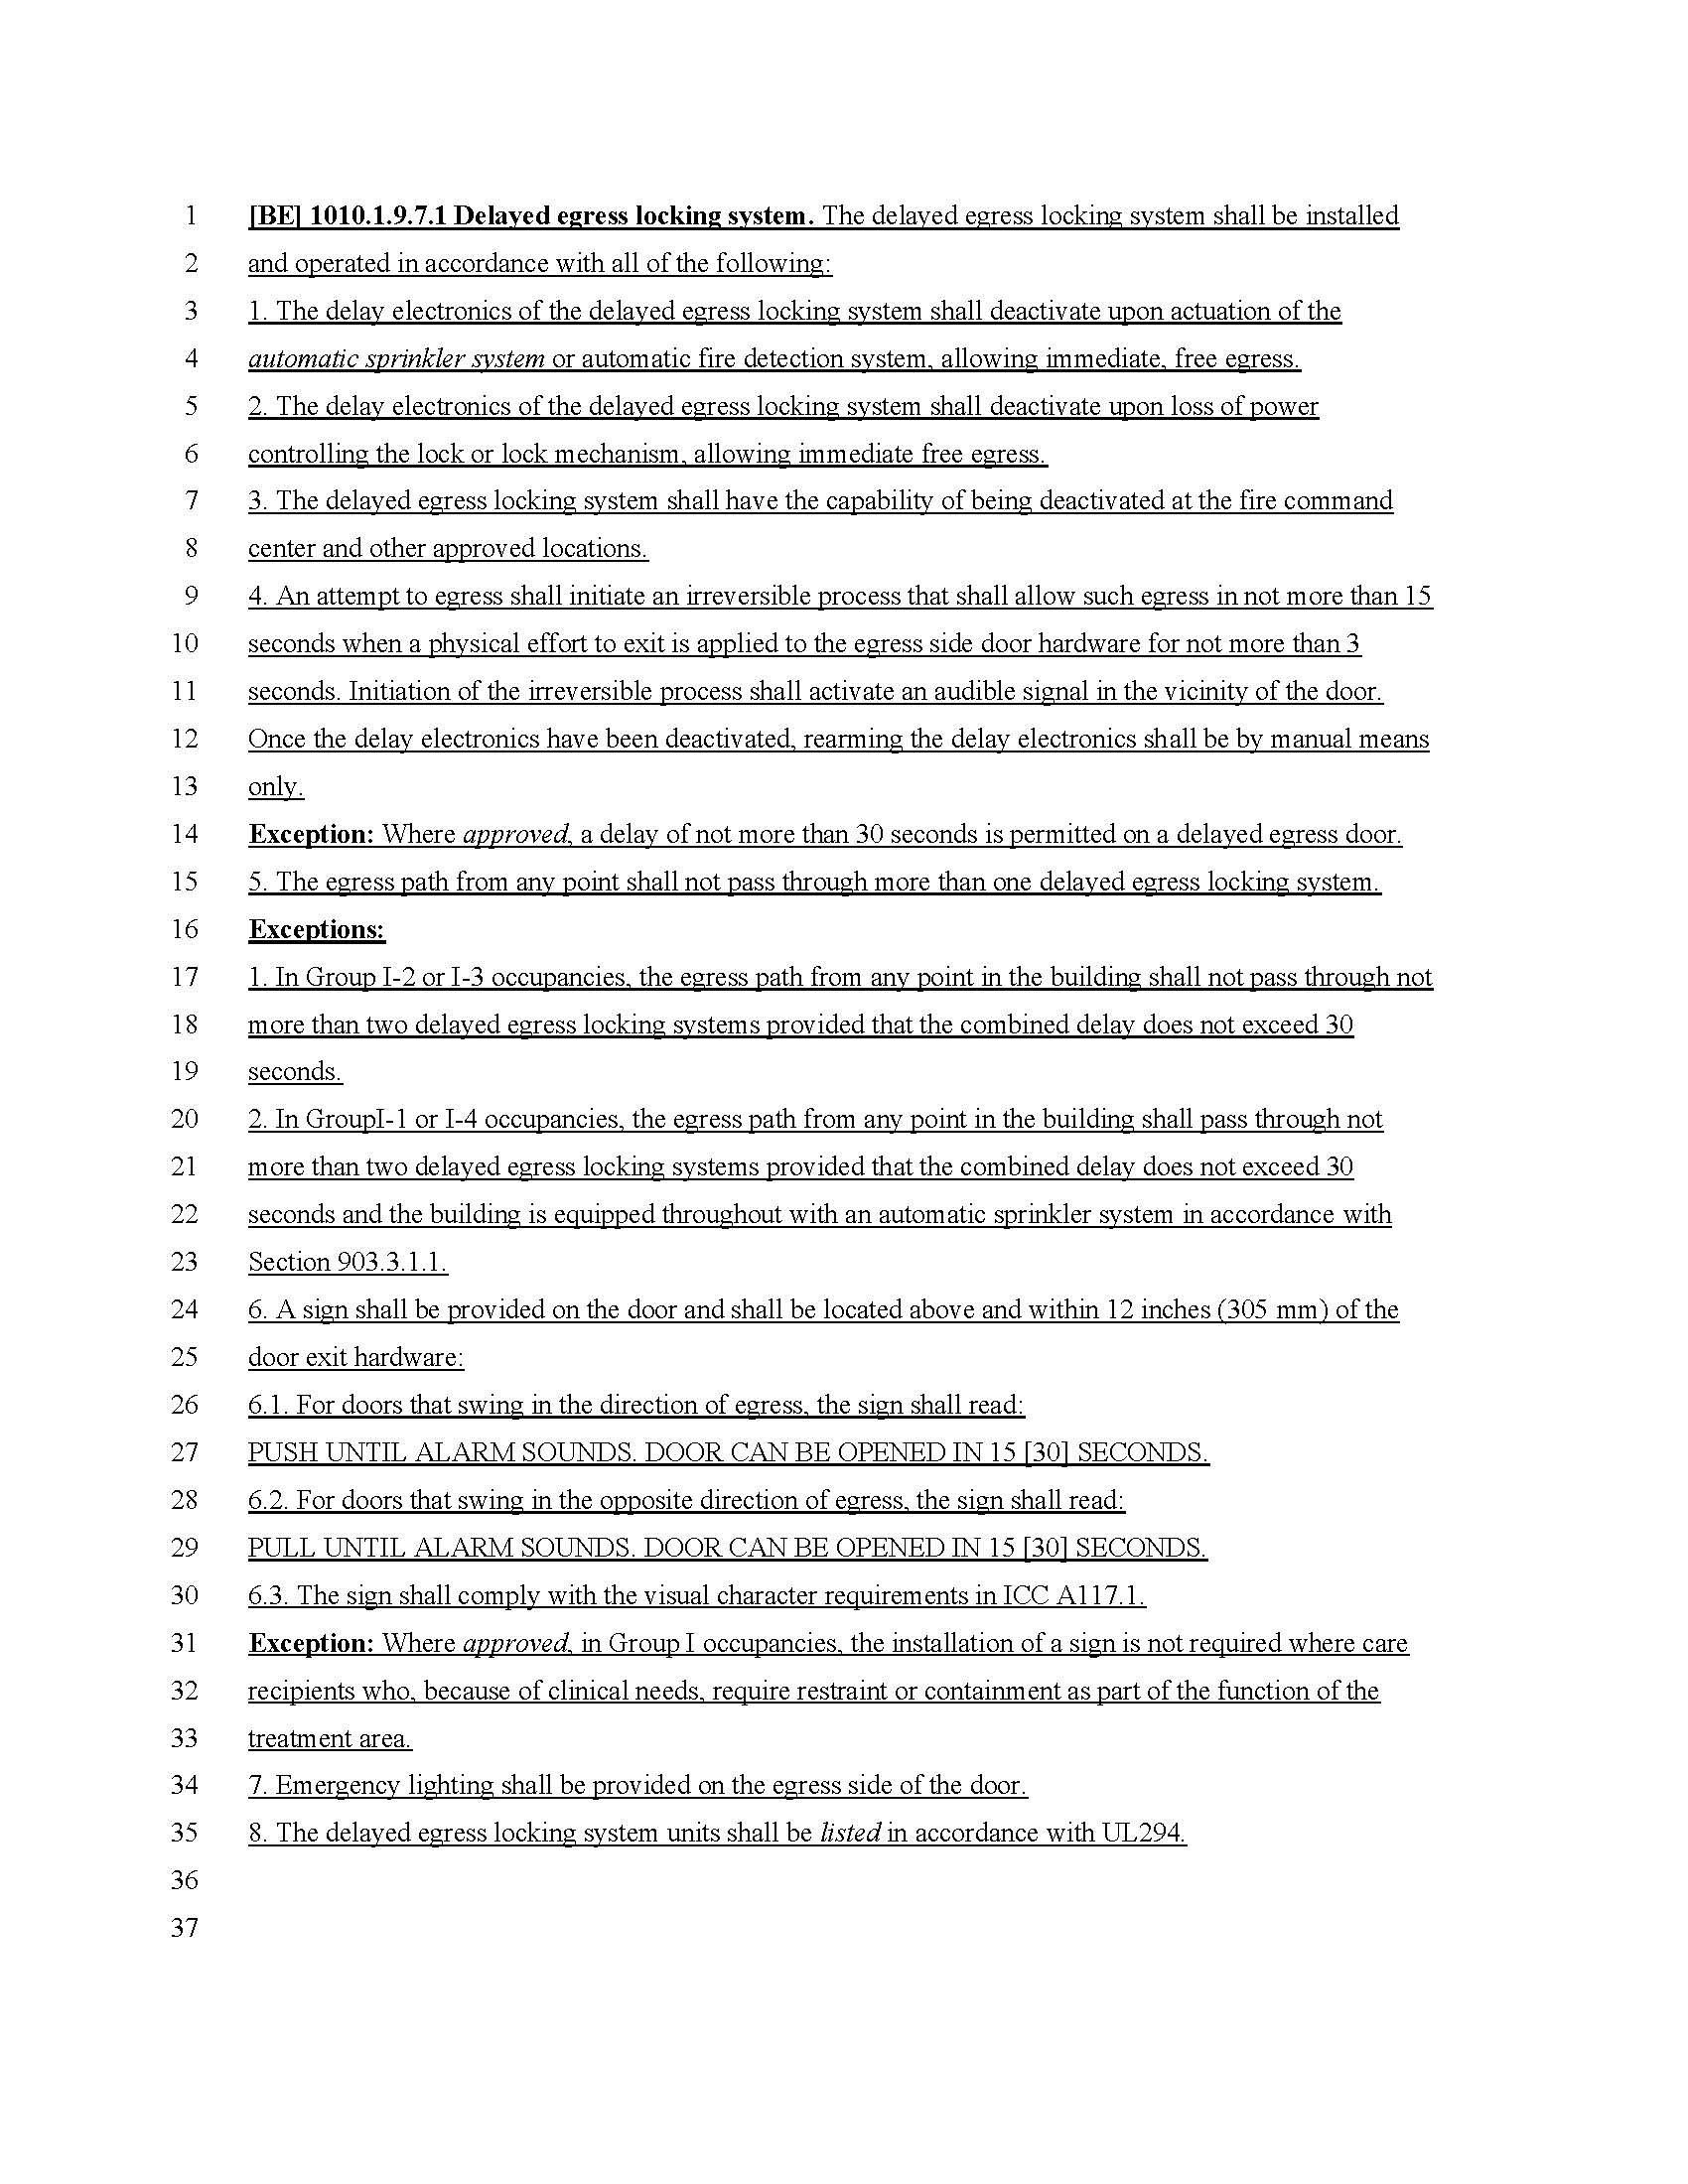 1 [BE] 1010.1.9.7.1 Delayed egress locking system. The delayed egress locking system shall be installed
2 and operated in accordance with all of the following:
3 1. The delay electronics of the delayed egress locking system shall deactivate upon actuation of the
4 automatic sprinkler system or automatic fire detection system, allowing immediate, free egress.
5 2. The delay electronics of the delayed egress locking system shall deactivate upon loss of power
6 controlling the lock or lock mechanism, allowing immediate free egress.
7 3. The delayed egress locking system shall have the capability of being deactivated at the fire command
8 center and other approved locations.
9 4. An attempt to egress shall initiate an irreversible process that shall allow such egress in not more than 15
10 seconds when a physical effort to exit is applied to the egress side door hardware for not more than 3
11 seconds. Initiation of the irreversible process shall activate an audible signal in the vicinity of the door.
12 Once the delay electronics have been deactivated, rearming the delay electronics shall be by manual means
13 only.
14 Exception: Where approved, a delay of not more than 30 seconds is permitted on a delayed egress door.
15 5. The egress path from any point shall not pass through more than one delayed egress locking system.
16 Exceptions:
17 1. In Group I-2 or I-3 occupancies, the egress path from any point in the building shall not pass through not
18 more than two delayed egress locking systems provided that the combined delay does not exceed 30
19 seconds.
20 2. In GroupI-1 or I-4 occupancies, the egress path from any point in the building shall pass through not
21 more than two delayed egress locking systems provided that the combined delay does not exceed 30
22 seconds and the building is equipped throughout with an automatic sprinkler system in accordance with
23 Section 903.3.1.1.
24 6. A sign shall be provided on the door and shall be located above and within 12 inches (305 mm) of the
25 door exit hardware:
26 6.1. For doors that swing in the direction of egress, the sign shall read:
27 PUSH UNTIL ALARM SOUNDS. DOOR CAN BE OPENED IN 15 [30] SECONDS.
28 6.2. For doors that swing in the opposite direction of egress, the sign shall read:
29 PULL UNTIL ALARM SOUNDS. DOOR CAN BE OPENED IN 15 [30] SECONDS.
30 6.3. The sign shall comply with the visual character requirements in ICC A117.1.
31 Exception: Where approved, in Group I occupancies, the installation of a sign is not required where care
32 recipients who, because of clinical needs, require restraint or containment as part of the function of the
33 treatment area.
34 7. Emergency lighting shall be provided on the egress side of the door.
35 8. The delayed egress locking system units shall be listed in accordance with UL294.
36
37